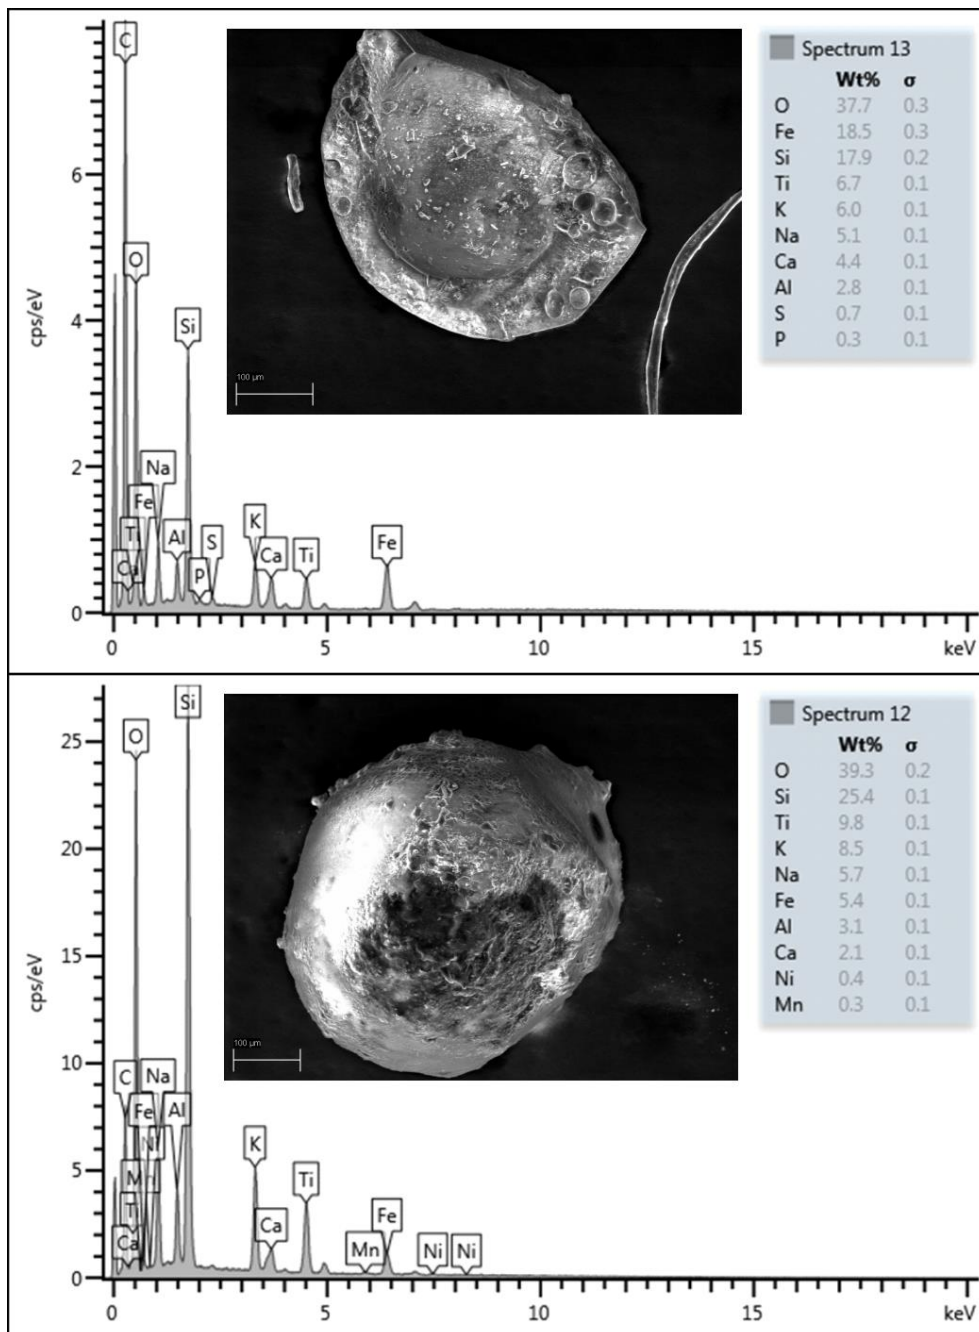 Spectrum 13
Wt% σ
O 37.7 0.3
Fe 18.5 0.3
Si 17.9 0.2
Ti 6.7 0.1
K 6.0 0.1
Na 5.1 0.1
Ca 4.4 0.1
Al 2.8 0.1
S 0.7 0.1
P 0.3 0.1
C
6
O
Si
4
cps/eV
100 µm
2
Na
Fe
K
Ti
Al
S
Ca
Ti
Fe
Ca
P
0
0 5 10 15 keV
Spectrum 12
Wt% σ
O 39.3 0.2
Si 25.4 0.1
Ti 9.8 0.1
K 8.5 0.1
Na 5.7 0.1
Fe 5.4 0.1
Al 3.1 0.1
Ca 2.1 0.1
Ni 0.4 0.1
Mn 0.3 0.1
Si
O
25
20
15
cps/eV
100 µm
10
C
Na
Fe
Al
K
5
Ti
Ti
Ca
Fe
Ca
Mn
Ni
Ni
0
0 5 10 15 keV